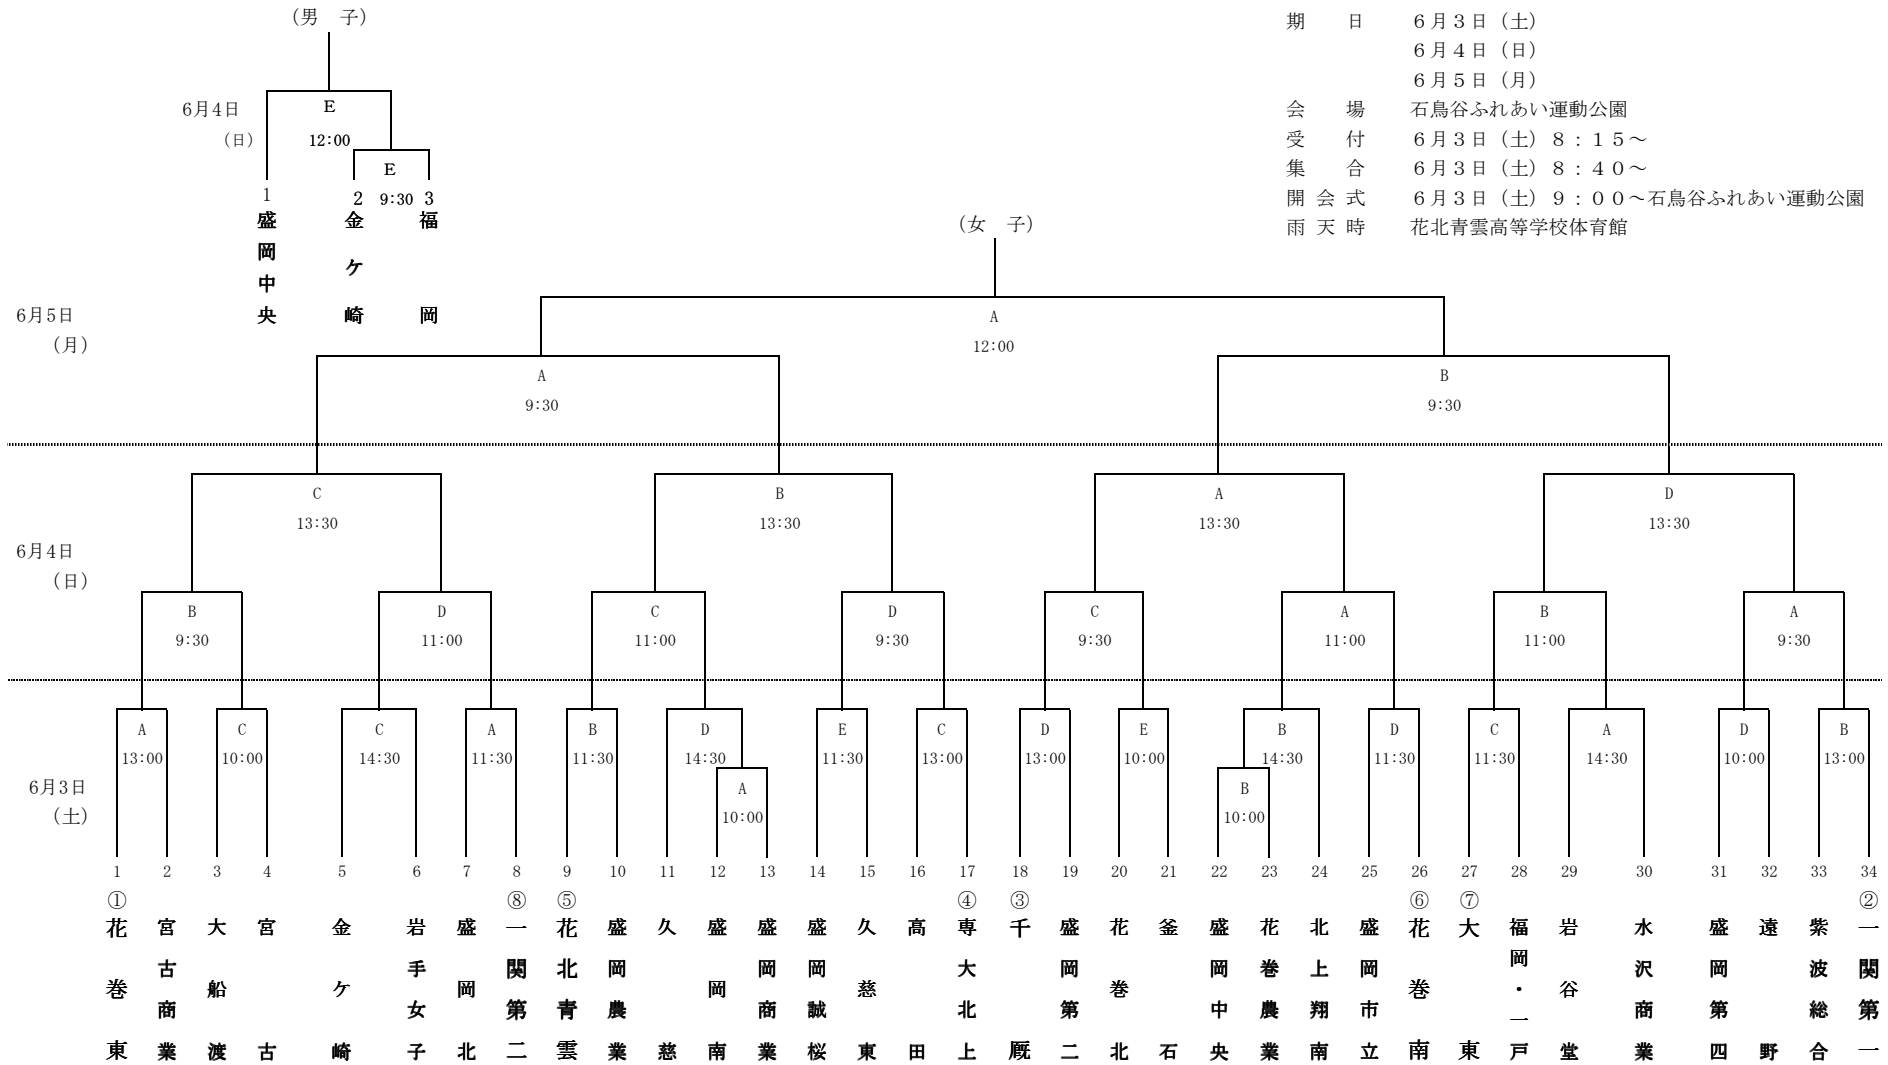 （男　子）
期　　日　６月３日（土）
６月４日（日）
６月５日（月）
会　　場　石鳥谷ふれあい運動公園
受　　付　６月３日（土）８：１５～
集　　合　６月３日（土）８：４０～
開 会 式　６月３日（土）９：００～石鳥谷ふれあい運動公園
雨 天 時　花北青雲高等学校体育館
6月4日
（日）
E
12:00
E
9:30
1
2
3
盛岡中央
金ケ崎
福岡
（女　子）
6月5日
（月）
A
12:00
A
9:30
B
9:30
6月4日
（日）
C
13:30
B
13:30
A
13:30
D
13:30
B
9:30
D
11:00
C
11:00
D
9:30
C
9:30
A
11:00
B
11:00
A
9:30
6月3日
（土）
A
13:00
C
10:00
C
14:30
A
11:30
B
11:30
D
14:30
A
10:00
E
11:30
C
13:00
D
13:00
E
10:00
B
14:30
B
10:00
D
11:30
C
11:30
A
14:30
D
10:00
B
13:00
1 ① 花巻東
2 宮古商業
3 大船渡
4 宮古
5 金ケ崎
6 岩手女子
7 盛岡北
8 ⑧ 一関第二
9 ⑤ 花北青雲
10 盛岡農業
11 久慈
12 盛岡南
13 盛岡商業
14 盛岡誠桜
15 久慈東
16 高田
17 ④ 専大北上
18 ③ 千厩
19 盛岡第二
20 花巻北
21 釜石
22 盛岡中央
23 花巻農業
24 北上翔南
25 盛岡市立
26 ⑥ 花巻南
27 ⑦ 大東
28 福岡・一戸
29 岩谷堂
30 水沢商業
31 盛岡第四
32 遠野
33 紫波総合
34 ② 一関第一